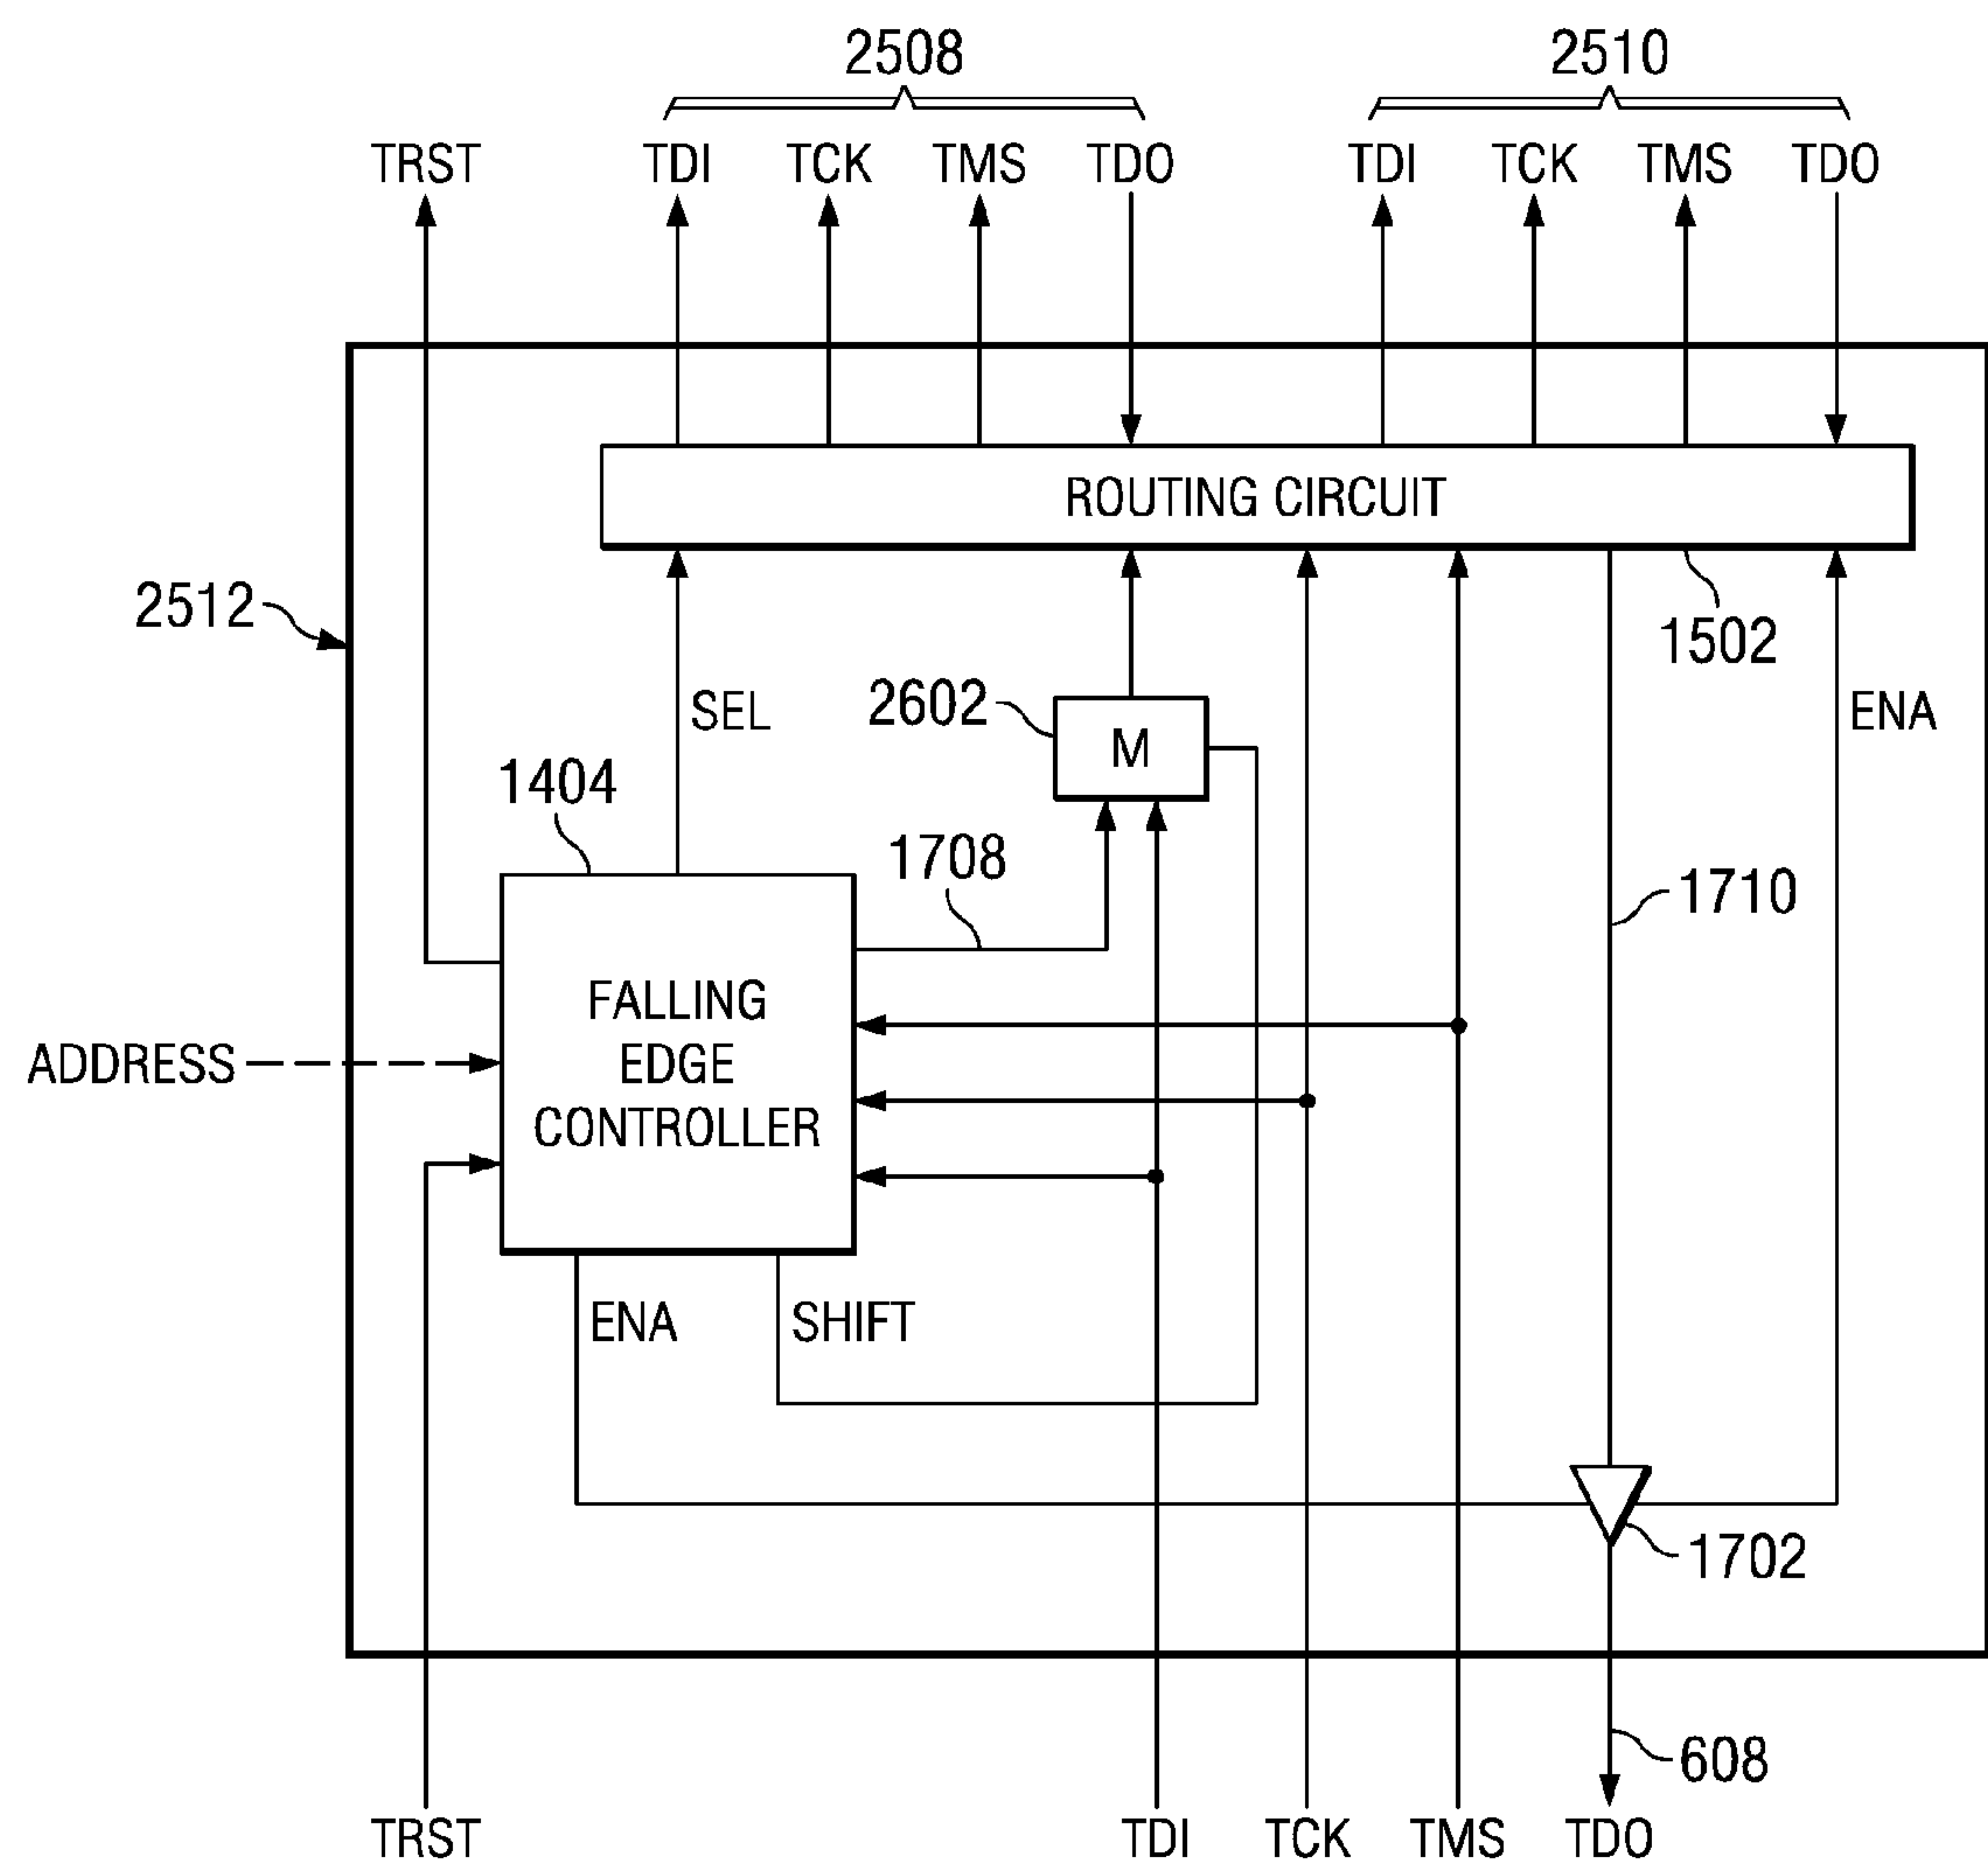 2508 2510
TRST TDI TCK TMS TDO TDI TCK TMS TDO
ROUTING CIRCUIT
2512
1502
SEL
2602
M
ENA
1404
1708
1710
FALLING
EDGE
CONTROLLER
ADDRESS
ENA SHIFT
1702
608
TRST TDI TCK TMS TDO